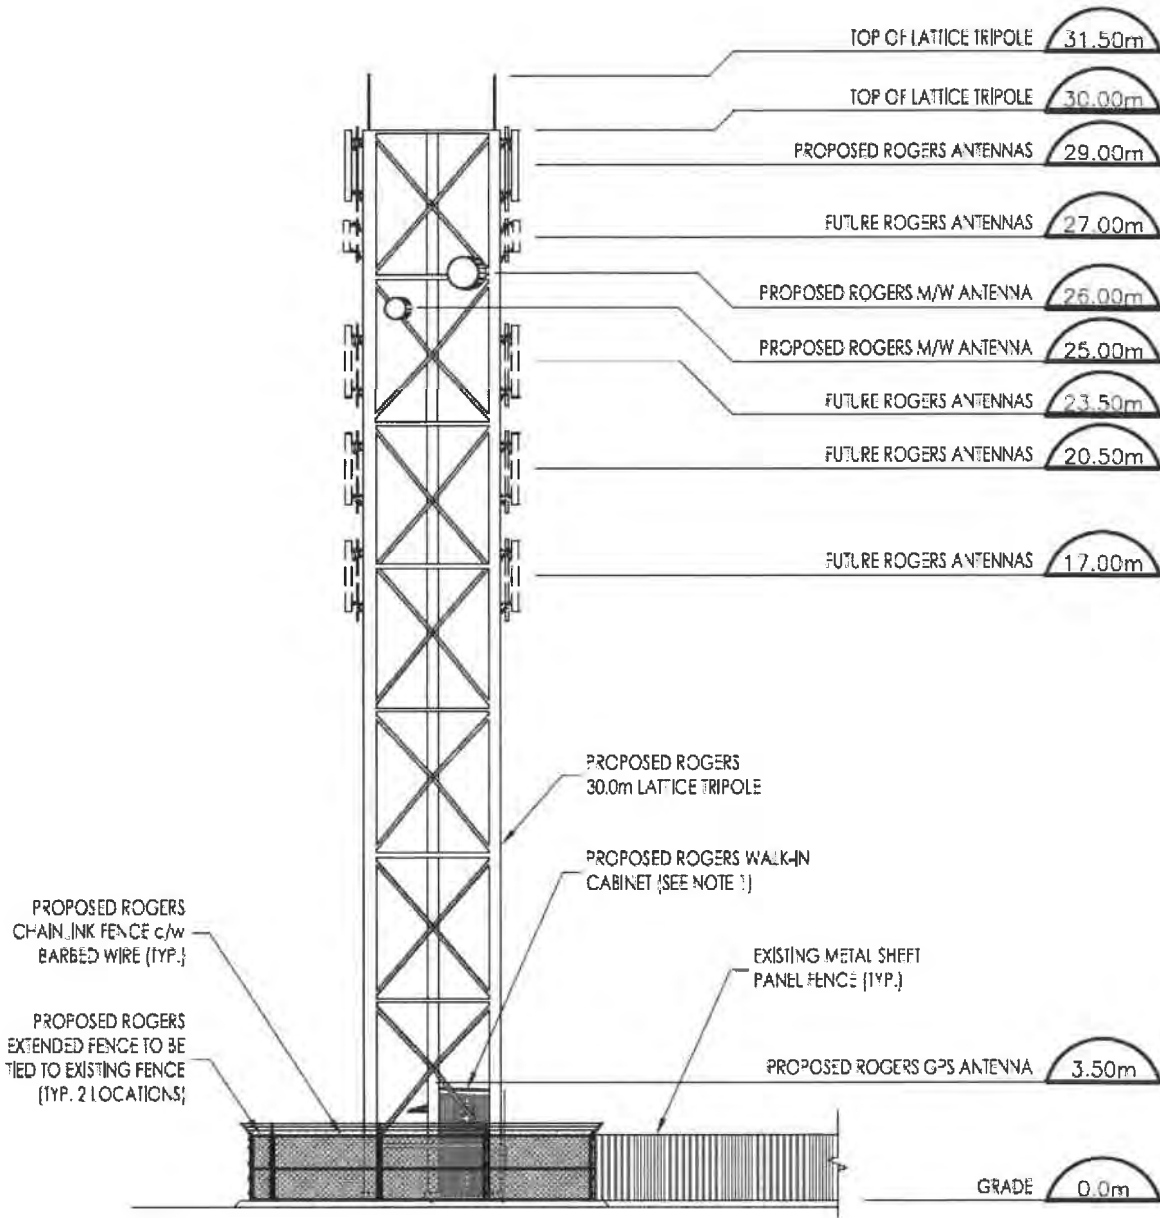 TOP OF LATTICE TRIPOLE 31.50m
TOP OF LATTICE TRIPOLE 30.00m
PROPOSED ROGERS ANTENNAS 29.00m
FUTURE ROGERS ANTENNAS 27.00m
PROPOSED ROGERS M/W ANTENNA 26.00m
PROPOSED ROGERS M/W ANTENNA 25.00m
FUTURE ROGERS ANTENNAS 23.50m
FUTURE ROGERS ANTENNAS 20.50m
FUTURE ROGERS ANTENNAS 17.00m
PROPOSED ROGERS
30.0m LATTICE TRIPOLE
PROPOSED ROGERS WALK-IN
CABINET (SEE NOTE 1)
PROPOSED ROGERS
CHAINLINK FENCE c/w
BARBED WIRE (TYP.)
EXISTING METAL SHEET
PANEL FENCE (TYP.)
PROPOSED ROGERS
EXTENDED FENCE TO BE
TIED TO EXISTING FENCE
(TYP. 2 LOCATIONS)
PROPOSED ROGERS GPS ANTENNA 3.50m
GRADE 0.0m